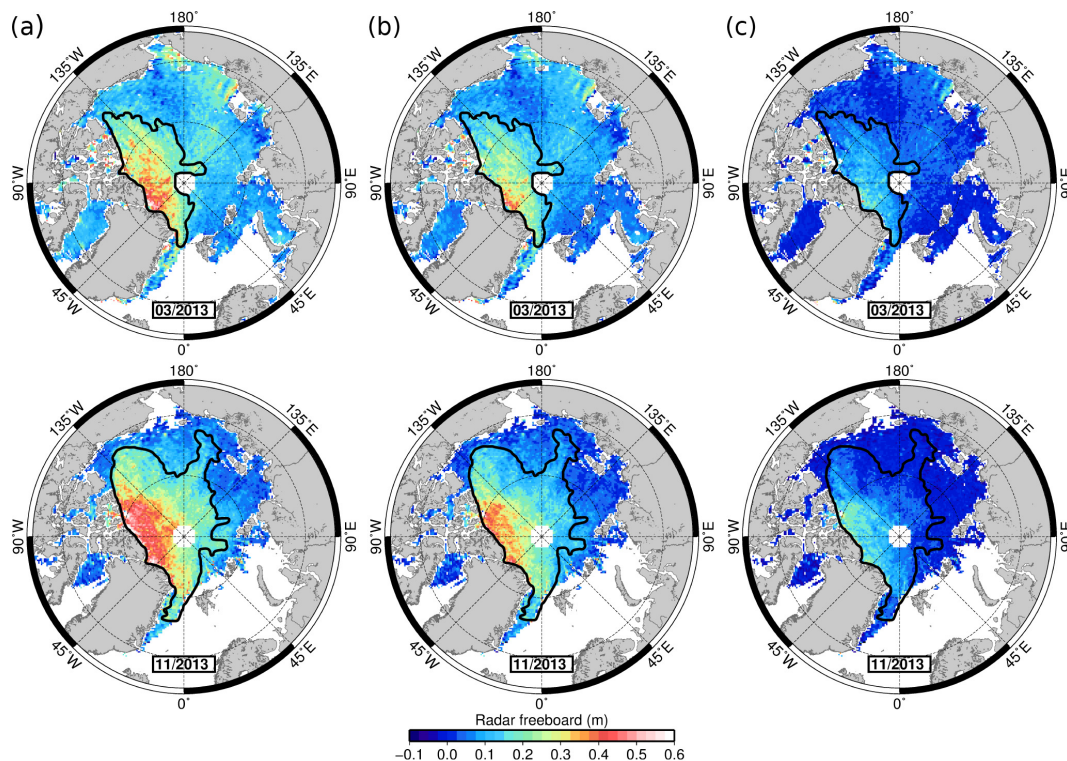 (a) (b) (c)
180° 180° 180°
135°W 135°E 135°W 135°E 135°W 135°E
90°W 90°E 90°W 90°E 90°W 90°E
03/2013 03/2013 03/2013
45°W 45°E 45°W 45°E 45°W 45°E
0° 0° 0°
180° 180° 180°
135°W 135°E 135°W 135°E 135°W 135°E
90°W 90°E 90°W 90°E 90°W 90°E
11/2013 11/2013 11/2013
45°W 45°E 45°W 45°E 45°W 45°E
0° 0° 0°
Radar freeboard (m)
−0.1 0.0 0.1 0.2 0.3 0.4 0.5 0.6